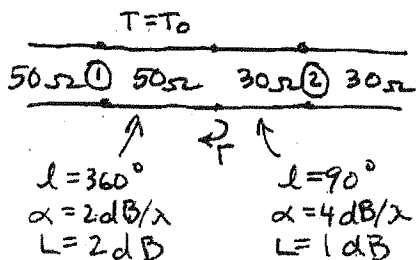 T=T₀
50Ω ① 50Ω 30Ω ② 30Ω
Γ
l=360° l=90°
α=2dB/λ α=4dB/λ
L=2dB L=1dB